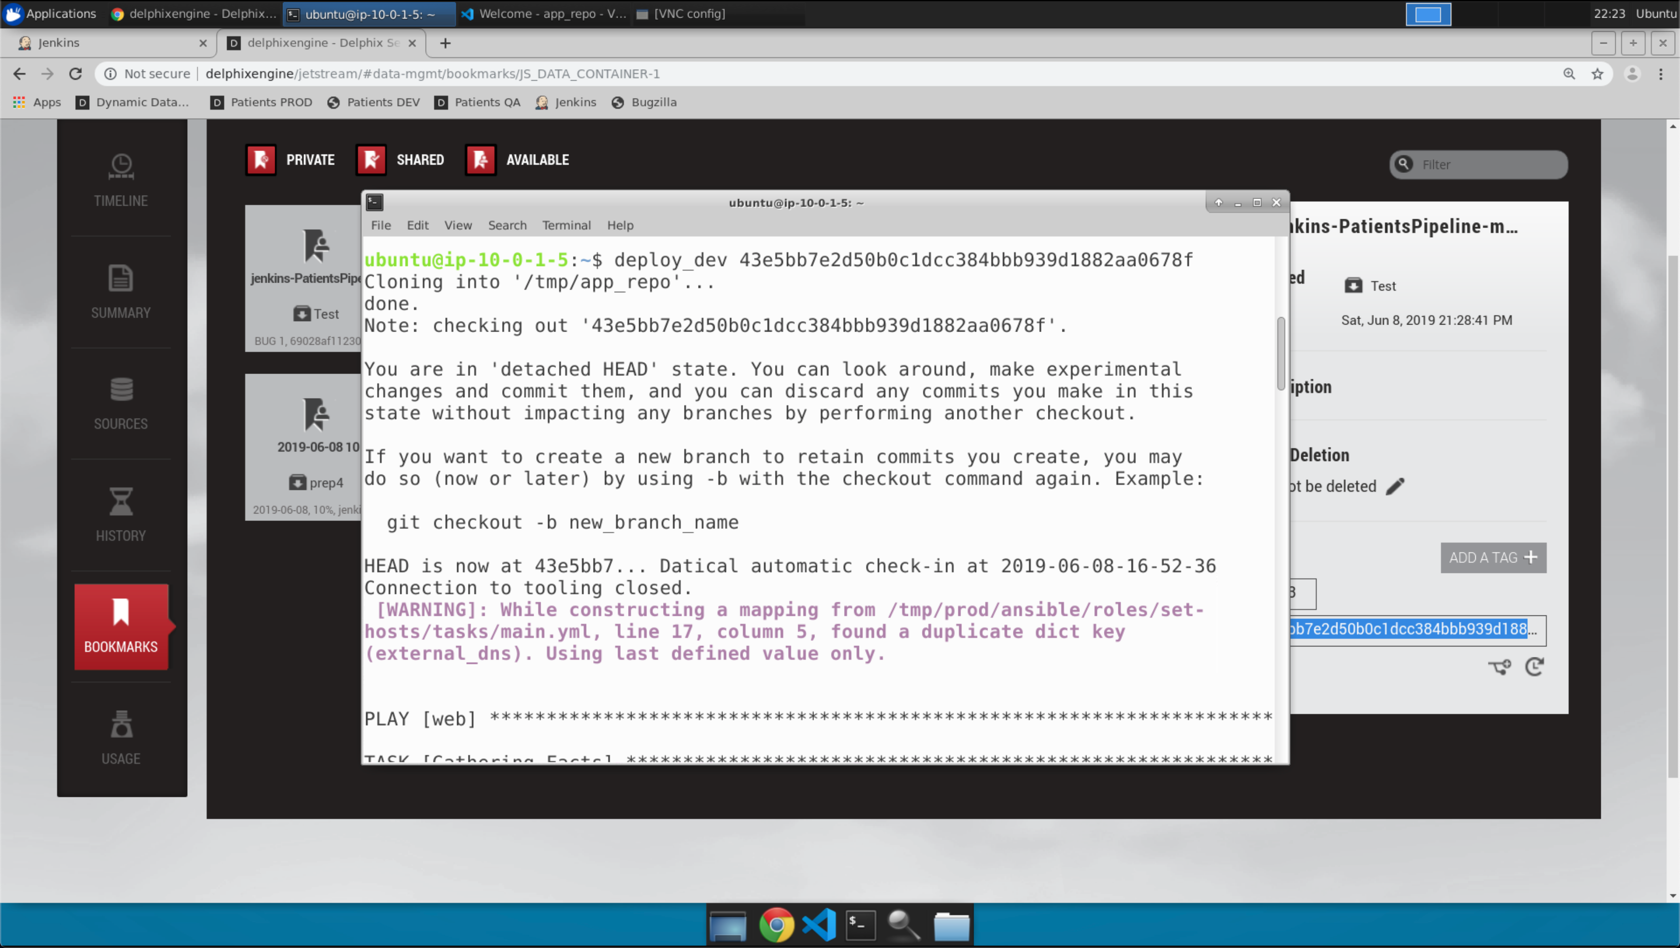 Applications
delphixengine - Delphix...
ubuntu@ip-10-0-1-5: ~
Welcome - app_repo - V...
[VNC config]
22:23 Ubuntu
Jenkins
delphixengine - Delphix Se
Not secure
delphixengine/jetstream/#data-mgmt/bookmarks/JS_DATA_CONTAINER-1
Apps
Dynamic Data...
Patients PROD
Patients DEV
Patients QA
Jenkins
Bugzilla
PRIVATE
SHARED
AVAILABLE
Filter
TIMELINE
SUMMARY
SOURCES
HISTORY
BOOKMARKS
USAGE
jenkins-PatientsPipe
Test
BUG 1, 69028af11230
2019-06-08 10
prep4
2019-06-08, 10%, jenki
ubuntu@ip-10-0-1-5: ~
File Edit View Search Terminal Help
ubuntu@ip-10-0-1-5:~$ deploy_dev 43e5bb7e2d50b0c1dcc384bbb939d1882aa0678f
Cloning into '/tmp/app_repo'...
done.
Note: checking out '43e5bb7e2d50b0c1dcc384bbb939d1882aa0678f'.
You are in 'detached HEAD' state. You can look around, make experimental
changes and commit them, and you can discard any commits you make in this
state without impacting any branches by performing another checkout.
If you want to create a new branch to retain commits you create, you may
do so (now or later) by using -b with the checkout command again. Example:
git checkout -b new_branch_name
HEAD is now at 43e5bb7... Datical automatic check-in at 2019-06-08-16-52-36
Connection to tooling closed.
[WARNING]: While constructing a mapping from /tmp/prod/ansible/roles/set-
hosts/tasks/main.yml, line 17, column 5, found a duplicate dict key
(external_dns). Using last defined value only.
PLAY [web] *********************************************************************
TASK [Gathering Facts] *********************************************************
nkins-PatientsPipeline-m...
ed
Test
Sat, Jun 8, 2019 21:28:41 PM
iption
Deletion
ot be deleted
ADD A TAG +
3
bb7e2d50b0c1dcc384bbb939d188...